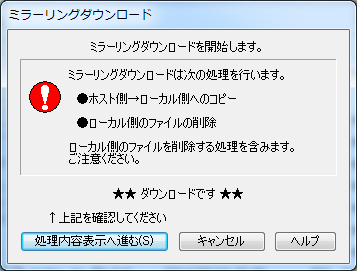 ミラーリングダウンロード
ミラーリングダウンロードを開始します。
ミラーリングダウンロードは次の処理を行います。
●ホスト側→ローカル側へのコピー
●ローカル側のファイルの削除
ローカル側のファイルを削除する処理を含みます。
ご注意ください。
★★ ダウンロードです ★★
↑上記を確認してください
処理内容表示へ進む(S)
キャンセル
ヘルプ